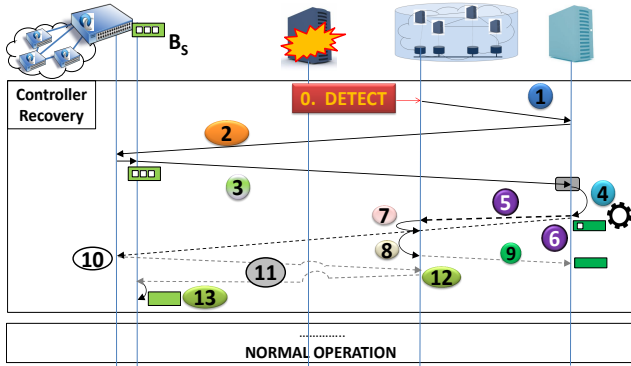 B_S
Controller
Recovery
0. DETECT
1
2
3
4
5
6
7
8
9
10
11
12
13
..............
NORMAL OPERATION